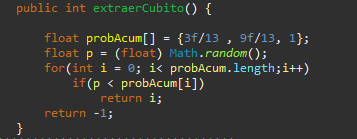 public int extraerCubito() {
float probAcum[] = {3f/13 , 9f/13, 1};
float p = (float) Math.random();
for(int i = 0; i< probAcum.length;i++)
if(p < probAcum[i])
return i;
return -1;
}